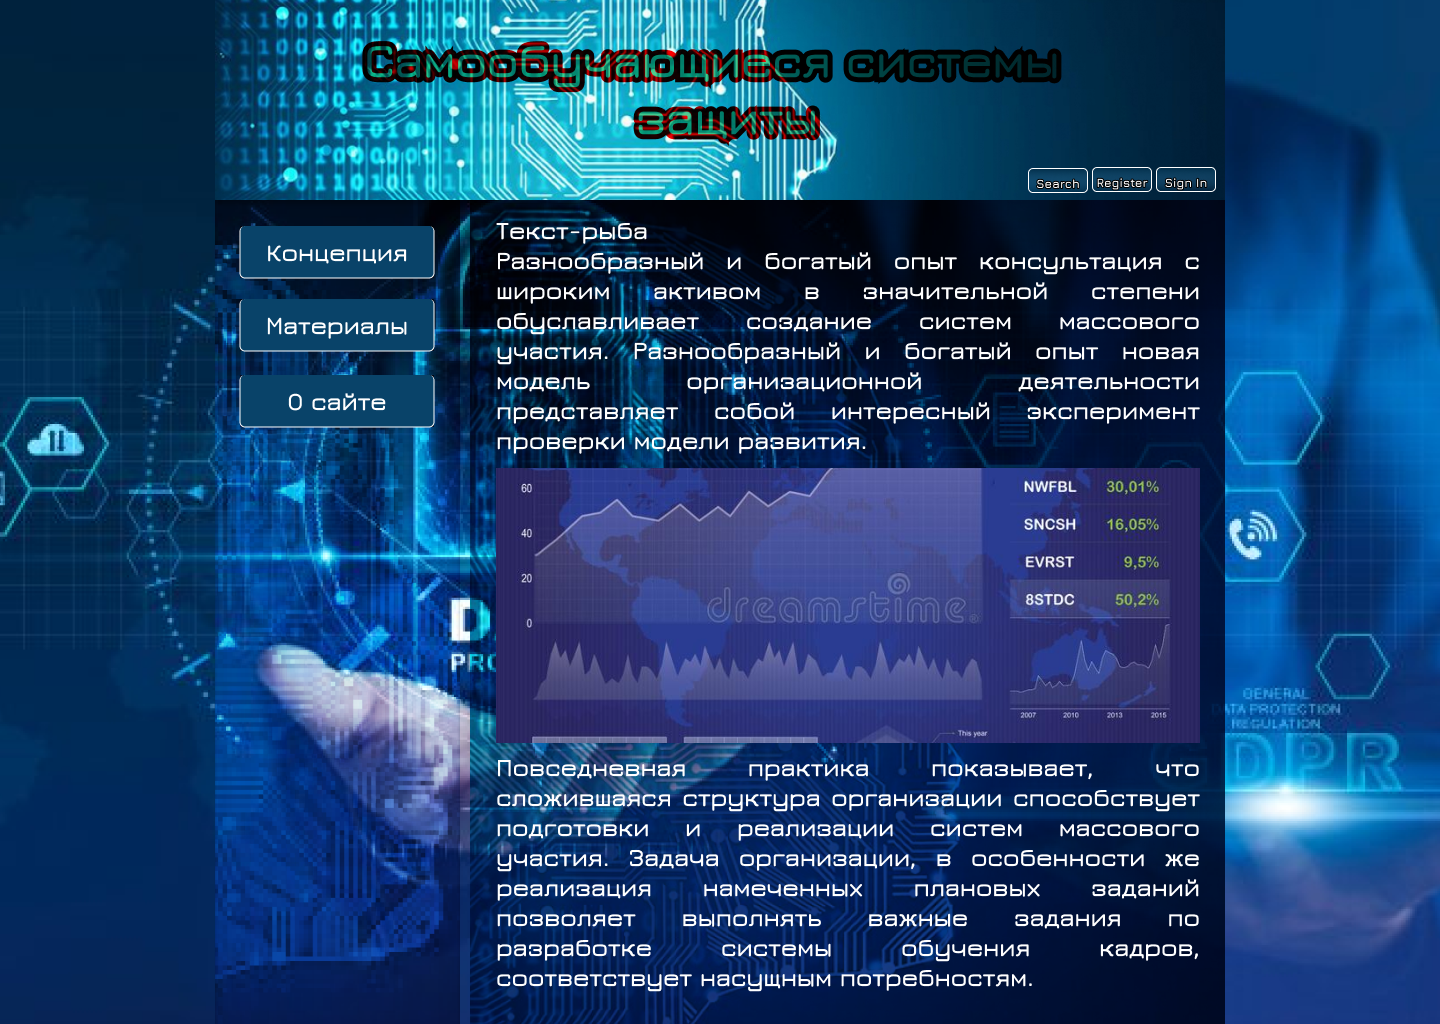 Самообучающиеся системы
защиты
Search
Register
Sign In
Концепция
Материалы
О сайте
Текст-рыба
Разнообразный и богатый опыт консультация с
широким активом в значительной степени
обуславливает создание систем массового
участия. Разнообразный и богатый опыт новая
модель организационной деятельности
представляет собой интересный эксперимент
проверки модели развития.
60
40
20
0
NWFBL 30,01%
SNCSH 16,05%
EVRST 9,5%
8STDC 50,2%
dreamstime®
2007 2010 2013 2015
This year
GENERAL
DATA PROTECTION
REGULATION
GDPR
Повседневная практика показывает, что
сложившаяся структура организации способствует
подготовки и реализации систем массового
участия. Задача организации, в особенности же
реализация намеченных плановых заданий
позволяет выполнять важные задания по
разработке системы обучения кадров,
соответствует насущным потребностям.